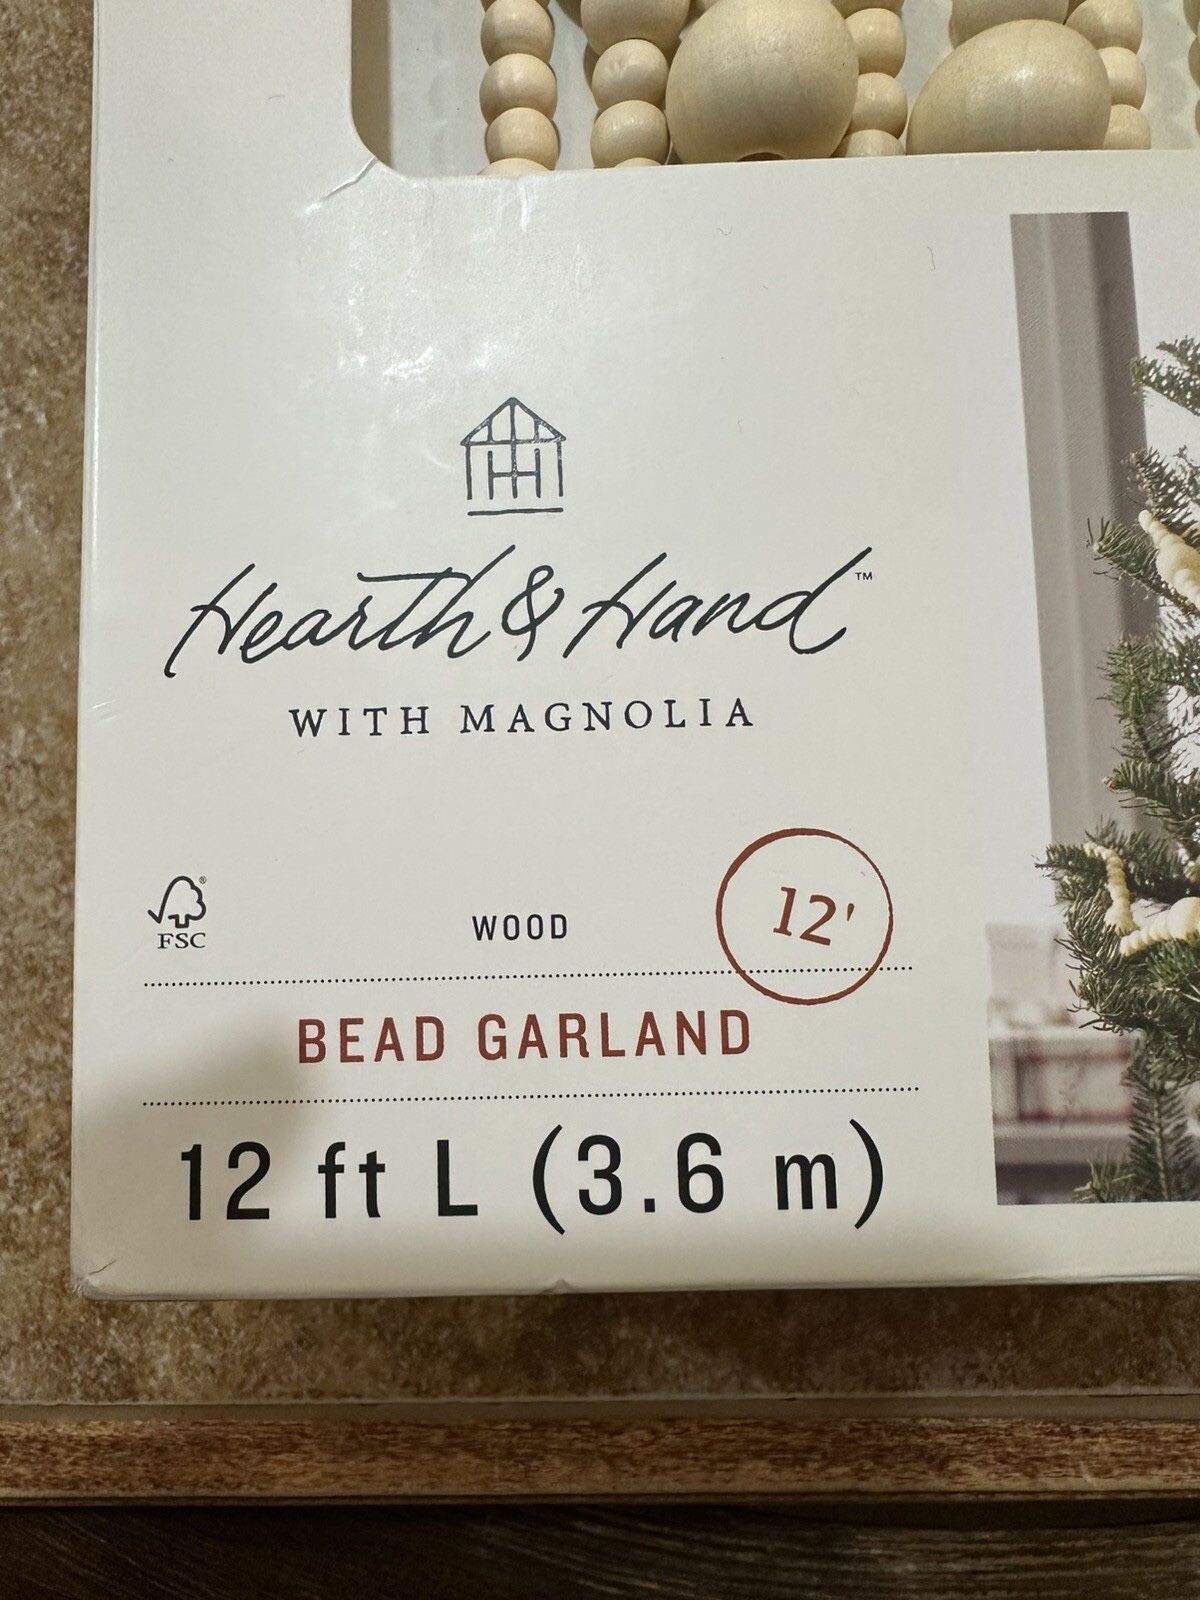 Hearth & Hand™
WITH MAGNOLIA
FSC®
WOOD
12'
BEAD GARLAND
12 ft L (3.6 m)